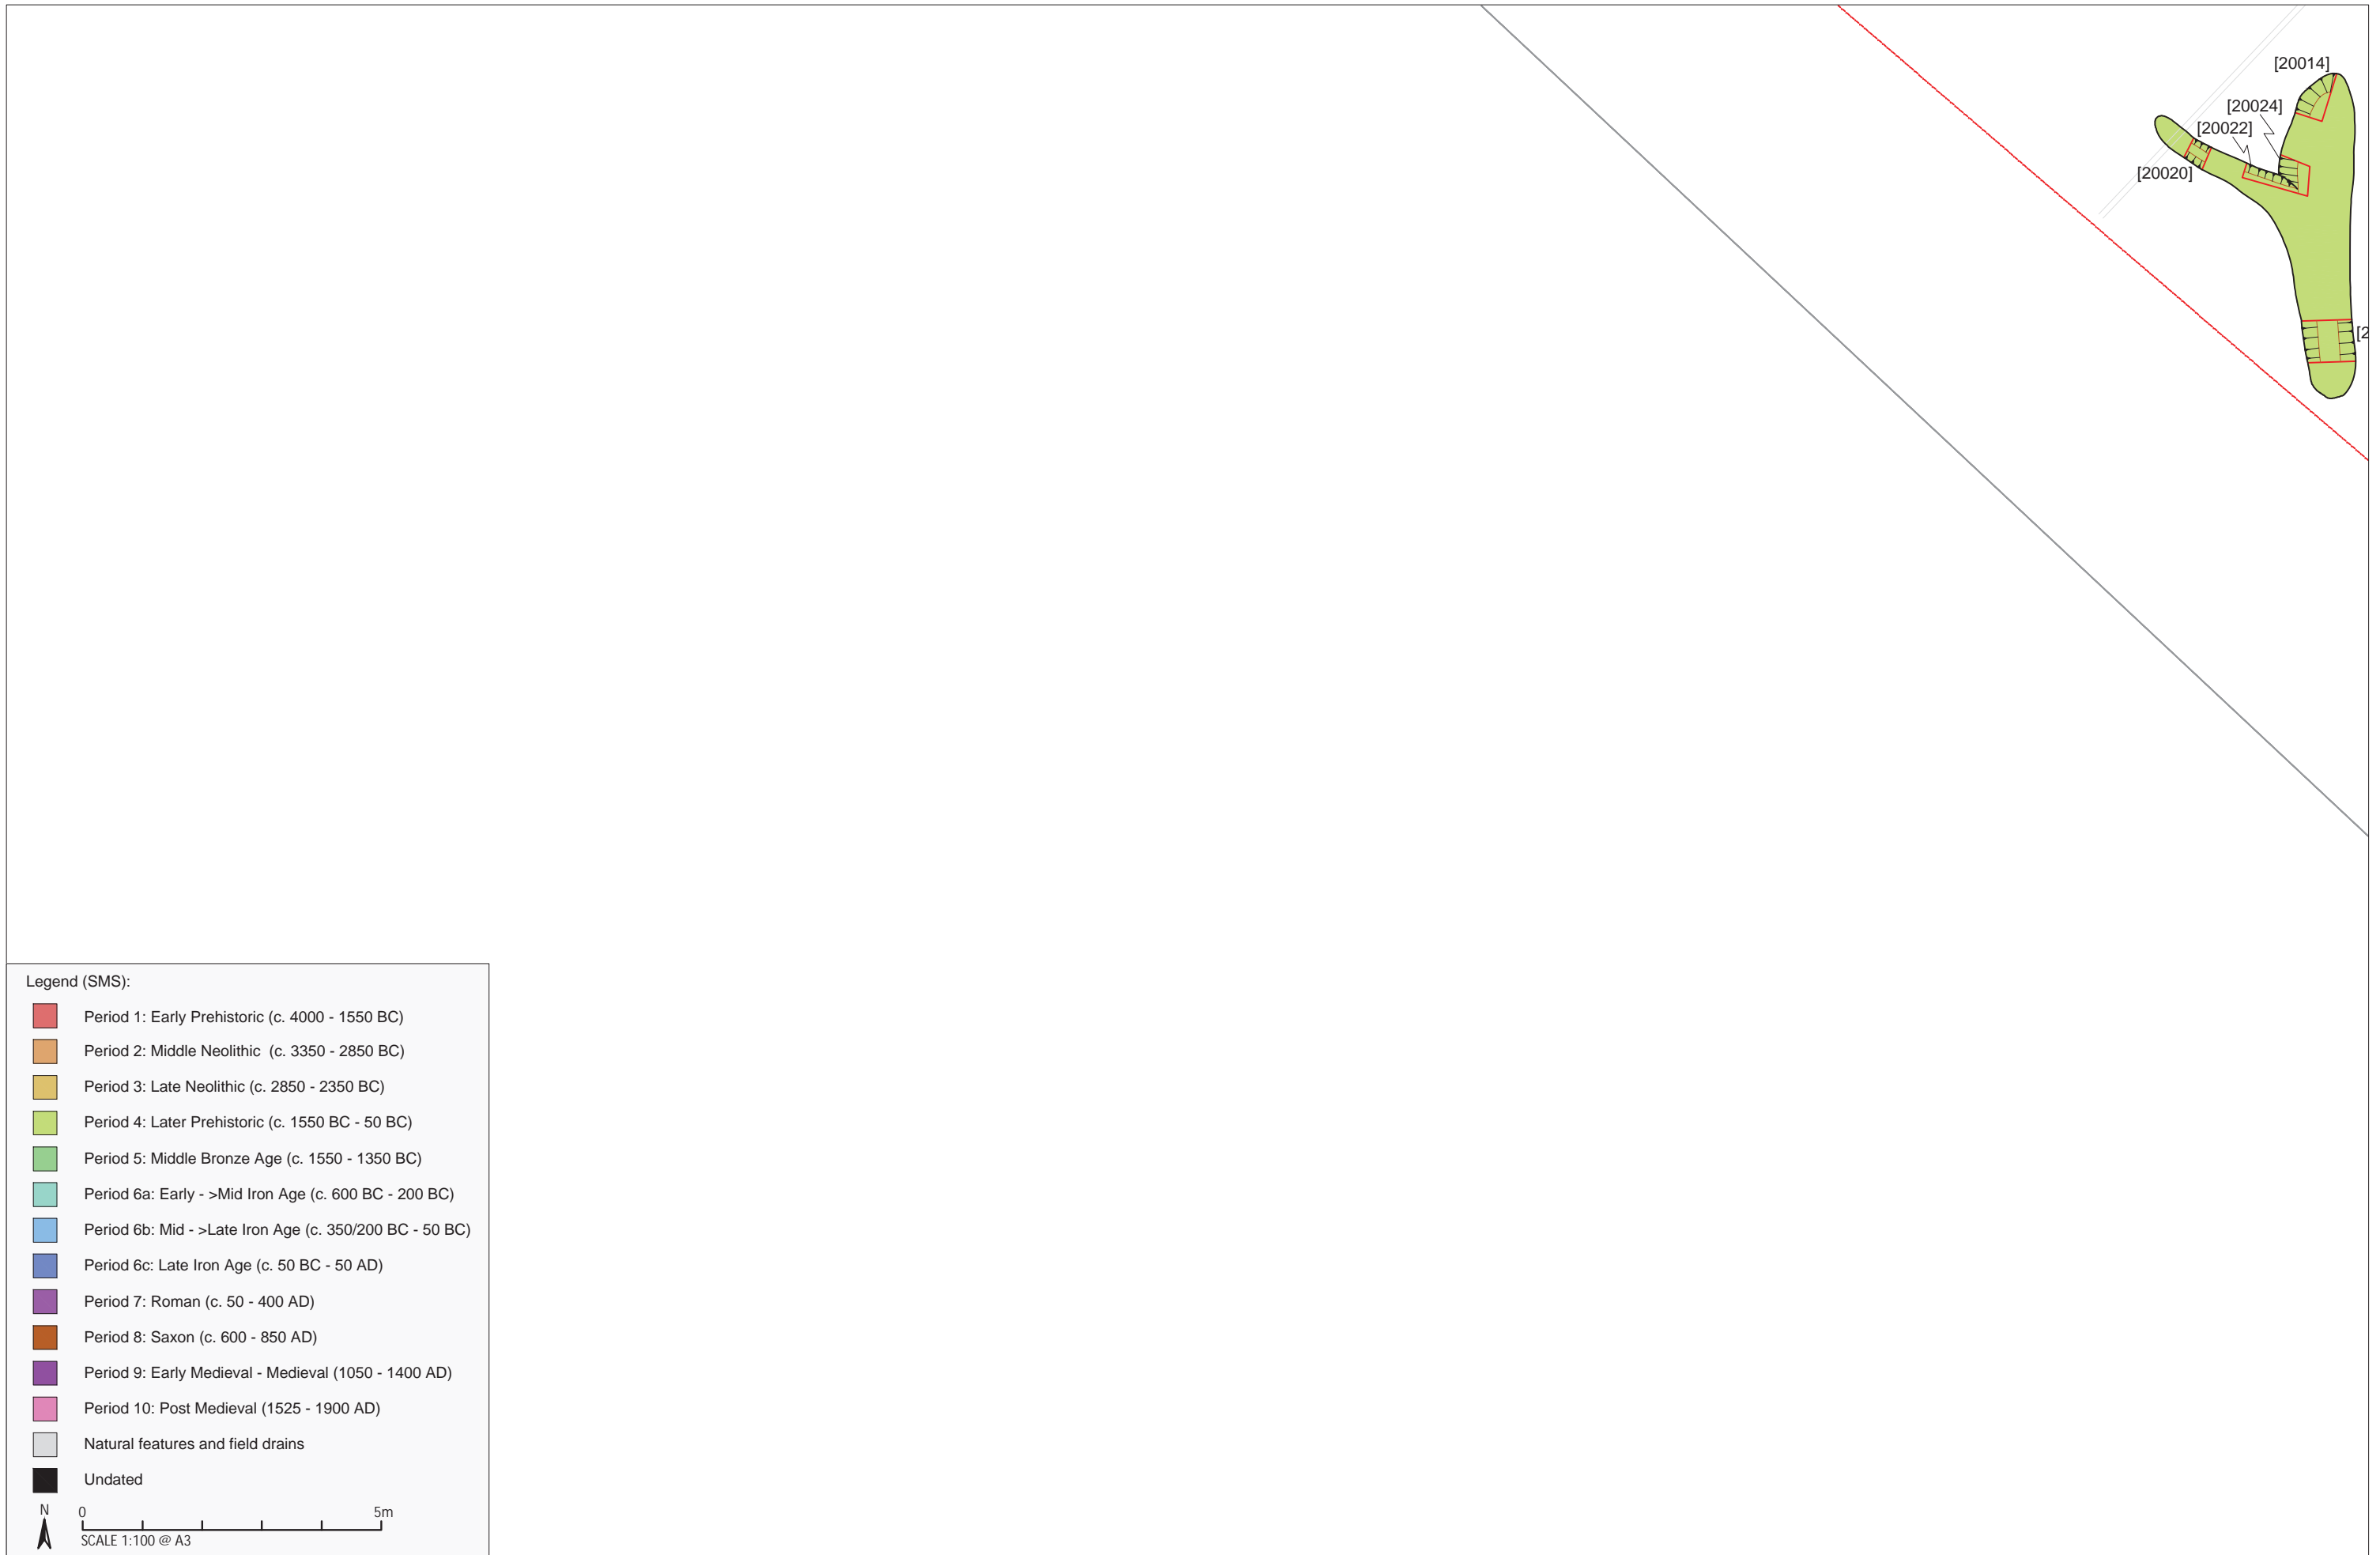 [20014]
[20024]
[20022]
[20020]
[2
Legend (SMS):
Period 1: Early Prehistoric (c. 4000 - 1550 BC)
Period 2: Middle Neolithic (c. 3350 - 2850 BC)
Period 3: Late Neolithic (c. 2850 - 2350 BC)
Period 4: Later Prehistoric (c. 1550 BC - 50 BC)
Period 5: Middle Bronze Age (c. 1550 - 1350 BC)
Period 6a: Early - >Mid Iron Age (c. 600 BC - 200 BC)
Period 6b: Mid - >Late Iron Age (c. 350/200 BC - 50 BC)
Period 6c: Late Iron Age (c. 50 BC - 50 AD)
Period 7: Roman (c. 50 - 400 AD)
Period 8: Saxon (c. 600 - 850 AD)
Period 9: Early Medieval - Medieval (1050 - 1400 AD)
Period 10: Post Medieval (1525 - 1900 AD)
Natural features and field drains
Undated
N 0 5m
SCALE 1:100 @ A3